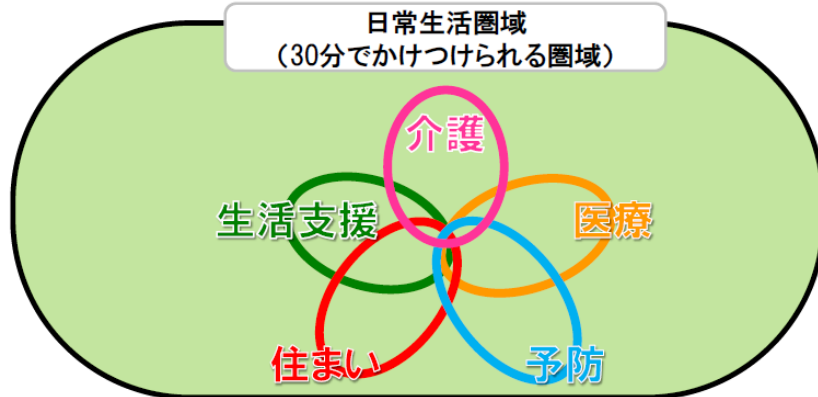 日常生活圏域
(30分でかけつけられる圏域)
介護
生活支援
医療
住まい
予防